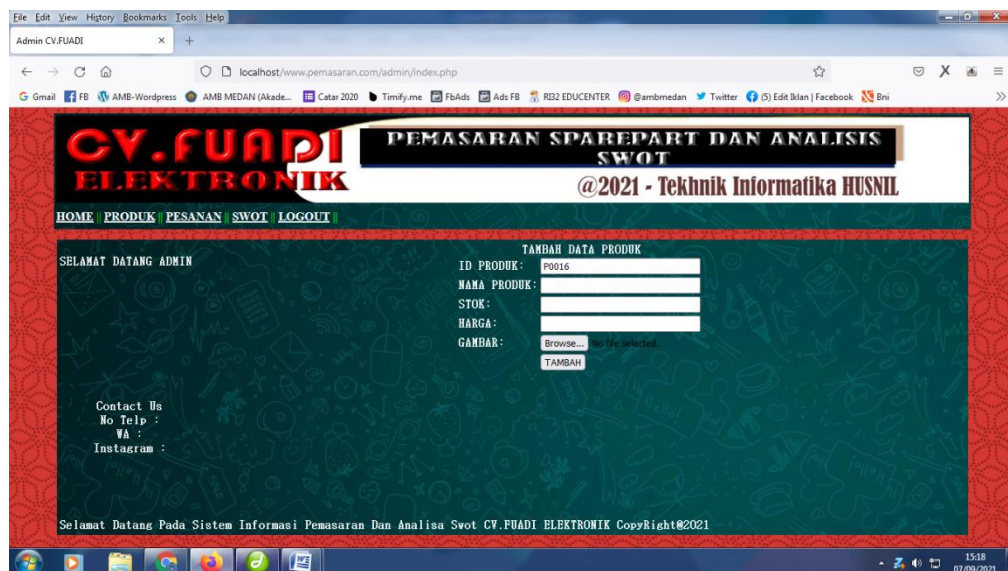 File Edit View History Bookmarks Tools Help
Admin CV.FUADI
localhost/www.pemasaran.com/admin/index.php
Gmail FB AMB-Wordpress AMB MEDAN (Akade... Catar 2020 Timify.me FbAds Ads FB RI32 EDUCENTER @ambmedan Twitter (5) Edit Iklan | Facebook Bni
CV.FUADI
ELEKTRONIK
PEMASARAN SPAREPART DAN ANALISIS
SWOT
@2021 - Tekhnik Informatika HUSNIL
HOME || PRODUK || PESANAN || SWOT || LOGOUT ||
SELAMAT DATANG ADMIN
TAMBAH DATA PRODUK
ID PRODUK: P0016
NAMA PRODUK:
STOK:
HARGA:
GAMBAR: Browse... No file selected.
TAMBAH
Contact Us
No Telp :
WA :
Instagram :
Selamat Datang Pada Sistem Informasi Pemasaran Dan Analisa Swot CV.FUADI ELEKTRONIK CopyRight@2021
15:18
07/09/2021